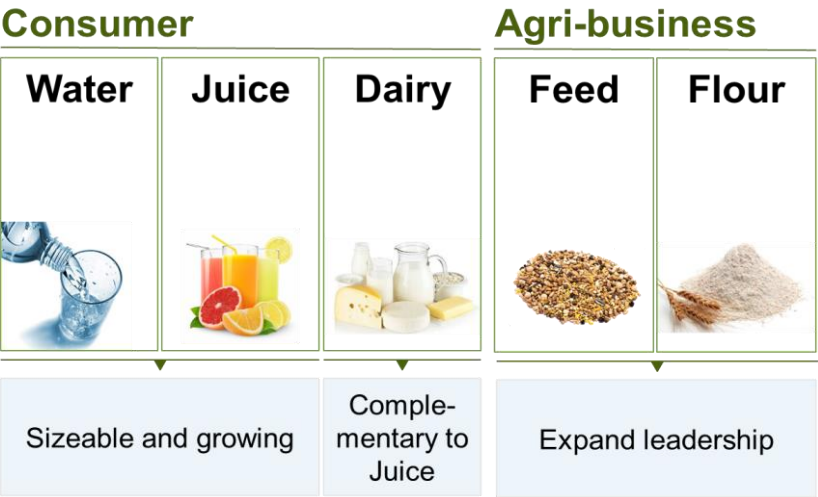 Consumer
Agri-business
Water
Juice
Dairy
Feed
Flour
Sizeable and growing
Comple-
mentary to
Juice
Expand leadership